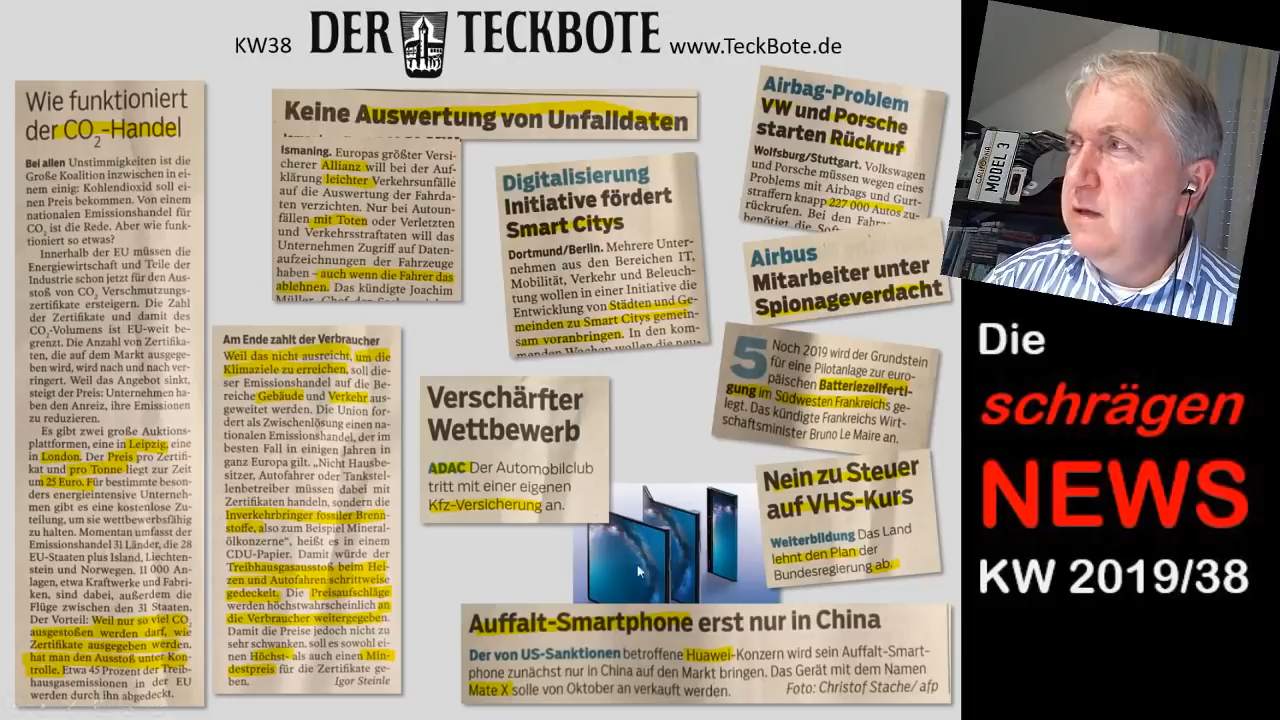 KW38 DER TECKBOTE www.TeckBote.de
Wie funktioniert
der CO2-Handel
Bei allen Unstimmigkeiten ist die
Große Koalition inzwischen in ei-
nem einig: Kohlendioxid soll ei-
nen Preis bekommen. Von einem
nationalen Emissionshandel für
CO2 ist die Rede. Aber wie funk-
tioniert so etwas?
Innerhalb der EU müssen die
Energiewirtschaft und Teile der
Industrie schon jetzt für den Aus-
stoß von CO2 Verschmutzungs-
zertifikate ersteigern. Die Zahl
der Zertifikate und damit des
CO2-Volumens ist EU-weit be-
grenzt. Die Anzahl von Zertifika-
ten, die auf dem Markt ausgege-
ben wird, wird nach und nach ver-
ringert. Weil das Angebot sinkt,
steigt der Preis: Unternehmen ha-
ben den Anreiz, ihre Emissionen
zu reduzieren.
Es gibt zwei große Auktions-
plattformen, eine in Leipzig, eine
in London. Der Preis pro Zertifi-
kat und pro Tonne liegt zur Zeit
um 25 Euro. Für bestimmte beson-
ders energieintensive Unterneh-
men gibt es eine kostenlose Zu-
teilung, um sie wettbewerbsfähig
zu halten. Momentan umfasst der
Emissionshandel 31 Länder, die 28
EU-Staaten plus Island, Liechten-
stein und Norwegen. 11 000 An-
lagen, etwa Kraftwerke und Fabri-
ken, sind dabei, außerdem die
Flüge zwischen den 31 Staaten.
Der Vorteil: Weil nur so viel CO2
ausgestoßen werden darf, wie
Zertifikate ausgegeben werden,
hat man den Ausstoß unter Kon-
trolle. Etwa 45 Prozent der Treib-
hausgasemissionen in der EU
werden durch ihn abgedeckt.
Keine Auswertung von Unfalldaten
Ismaning. Europas größter Versi-
cherer Allianz will bei der Auf-
klärung leichter Verkehrsunfälle
auf die Auswertung der Fahrda-
ten verzichten. Nur bei Autoun-
fällen mit Toten oder Verletzten
und Verkehrsstraftaten will das
Unternehmen Zugriff auf Daten-
aufzeichnungen der Fahrzeuge
haben – auch wenn die Fahrer das
ablehnen. Das kündigte Joachim
Müller, Chef der
Am Ende zahlt der Verbraucher
Weil das nicht ausreicht, um die
Klimaziele zu erreichen, soll die-
ser Emissionshandel auf die Be-
reiche Gebäude und Verkehr aus-
geweitet werden. Die Union for-
dert als Zwischenlösung einen na-
tionalen Emissionshandel, der im
besten Fall in einigen Jahren in
ganz Europa gilt. „Nicht Hausbe-
sitzer, Autofahrer oder Tankstel-
lenbetreiber müssen dabei mit
Zertifikaten handeln, sondern die
Inverkehrbringer fossiler Brenn-
stoffe, also zum Beispiel Mineral-
ölkonzerne“, heißt es in einem
CDU-Papier. Damit würde der
Treibhausgasausstoß beim Hei-
zen und Autofahren schrittweise
gedeckelt. Die Preisaufschläge
werden höchstwahrscheinlich an
die Verbraucher weitergegeben.
Damit die Preise jedoch nicht zu
sehr schwanken, soll es sowohl ei-
nen Höchst- als auch einen Min-
destpreis für die Zertifikate ge-
ben. Igor Steinle
Digitalisierung
Initiative fördert
Smart Citys
Dortmund/Berlin. Mehrere Unter-
nehmen aus den Bereichen IT,
Mobilität, Verkehr und Beleuch-
tung wollen in einer Initiative die
Entwicklung von Städten und Ge-
meinden zu Smart Citys gemein-
sam voranbringen. In den kom-
menden Wochen wollen die
Verschärfter
Wettbewerb
ADAC Der Automobilclub
tritt mit einer eigenen
Kfz-Versicherung an.
Airbag-Problem
VW und Porsche
starten Rückruf
Wolfsburg/Stuttgart. Volkswagen
und Porsche müssen wegen eines
Problems mit Airbags und Gurt-
straffern knapp 227 000 Autos zu-
rückrufen. Bei den
Airbus
Mitarbeiter unter
Spionageverdacht
5 Noch 2019 wird der Grundstein
für eine Pilotanlage zur euro-
päischen Batteriezellferti-
gung im Südwesten Frankreichs ge-
legt. Das kündigte Frankreichs Wirt-
schaftsminister Bruno Le Maire an.
Nein zu Steuer
auf VHS-Kurs
Weiterbildung Das Land
lehnt den Plan der
Bundesregierung ab.
Auffalt-Smartphone erst nur in China
Der von US-Sanktionen betroffene Huawei-Konzern wird sein Auffalt-Smart-
phone zunächst nur in China auf den Markt bringen. Das Gerät mit dem Namen
Mate X solle von Oktober an verkauft werden. Foto: Christof Stache/ afp
CALIFORNIA
MODEL 3
Die
schrägen
NEWS
KW 2019/38